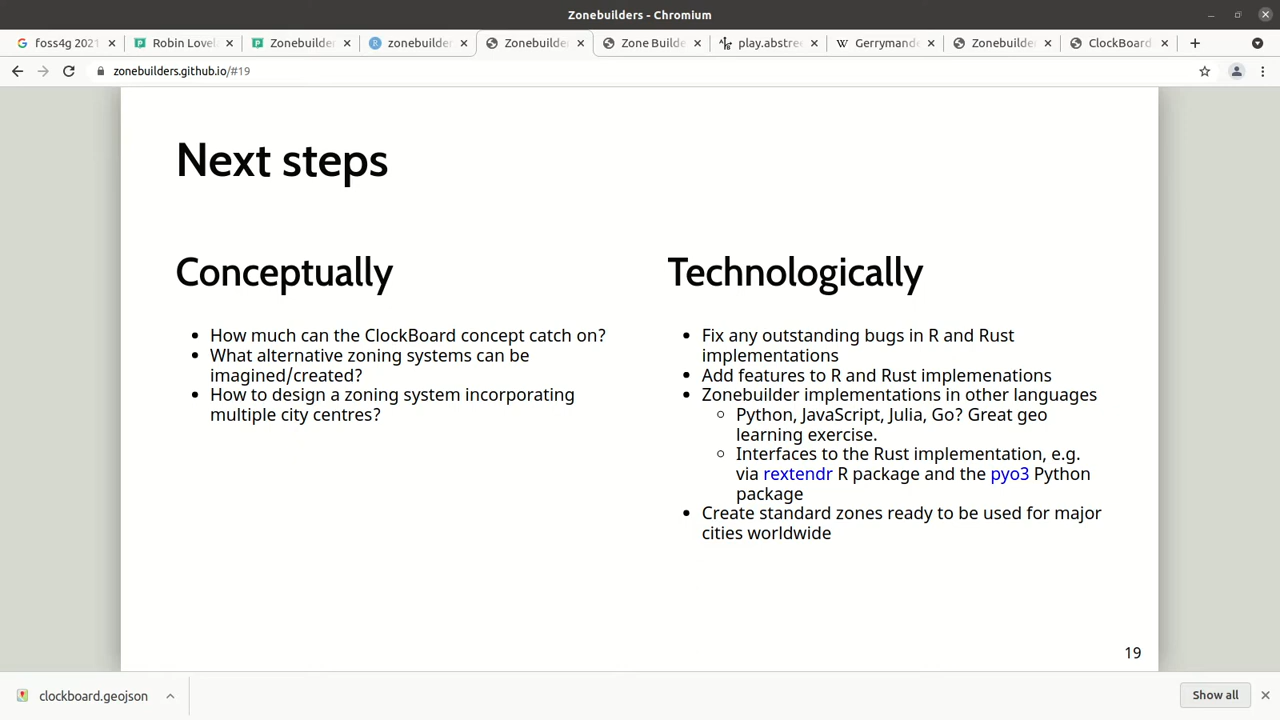 Zonebuilders - Chromium
foss4g 2021
Robin Lovel
Zonebuilder
zonebuilder
Zonebuilde
Zone Builde
play.abstree
Gerrymande
Zonebuilde
ClockBoard
zonebuilders.github.io/#19
Next steps
Conceptually
How much can the ClockBoard concept catch on?
What alternative zoning systems can be
imagined/created?
How to design a zoning system incorporating
multiple city centres?
Technologically
Fix any outstanding bugs in R and Rust
implementations
Add features to R and Rust implemenations
Zonebuilder implementations in other languages
Python, JavaScript, Julia, Go? Great geo
learning exercise.
Interfaces to the Rust implementation, e.g.
via rextendr R package and the pyo3 Python
package
Create standard zones ready to be used for major
cities worldwide
19
clockboard.geojson
Show all